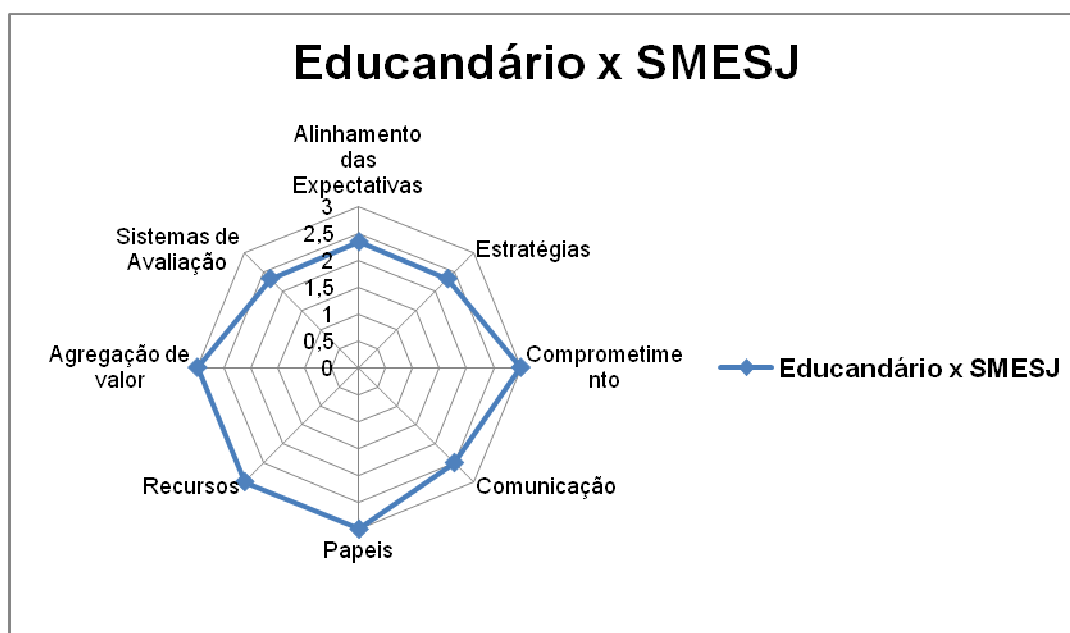 Educandário x SMESJ
Alinhamento
das
Expectativas
Estratégias
Comprometime
nto
Comunicação
Papeis
Recursos
Agregação de
valor
Sistemas de
Avaliação
3
2,5
2
1,5
1
0,5
0
Educandário x SMESJ